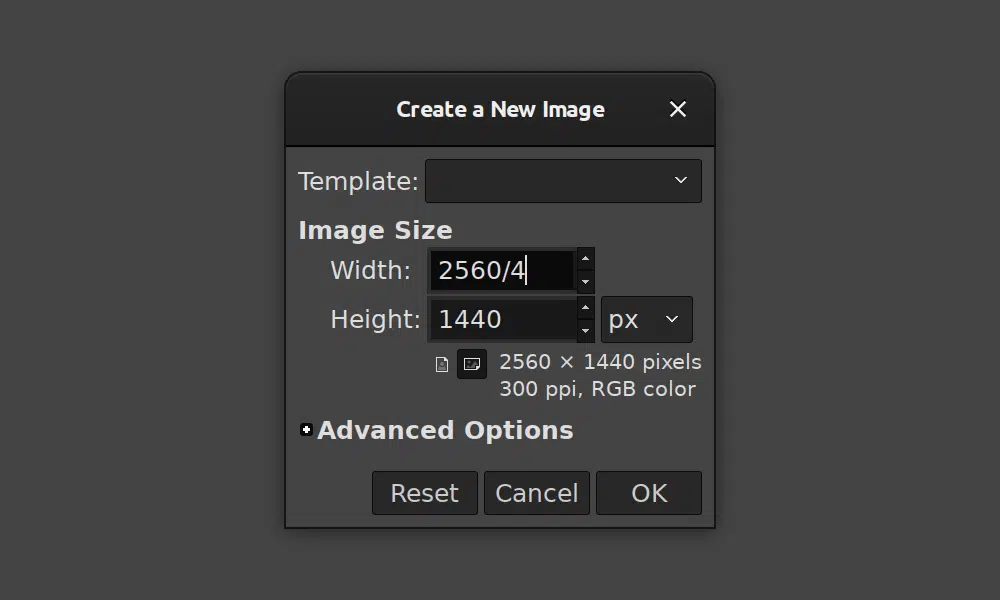 Create a New Image
Template:
Image Size
Width: 2560/4
Height: 1440 px
2560 × 1440 pixels
300 ppi, RGB color
Advanced Options
Reset Cancel OK